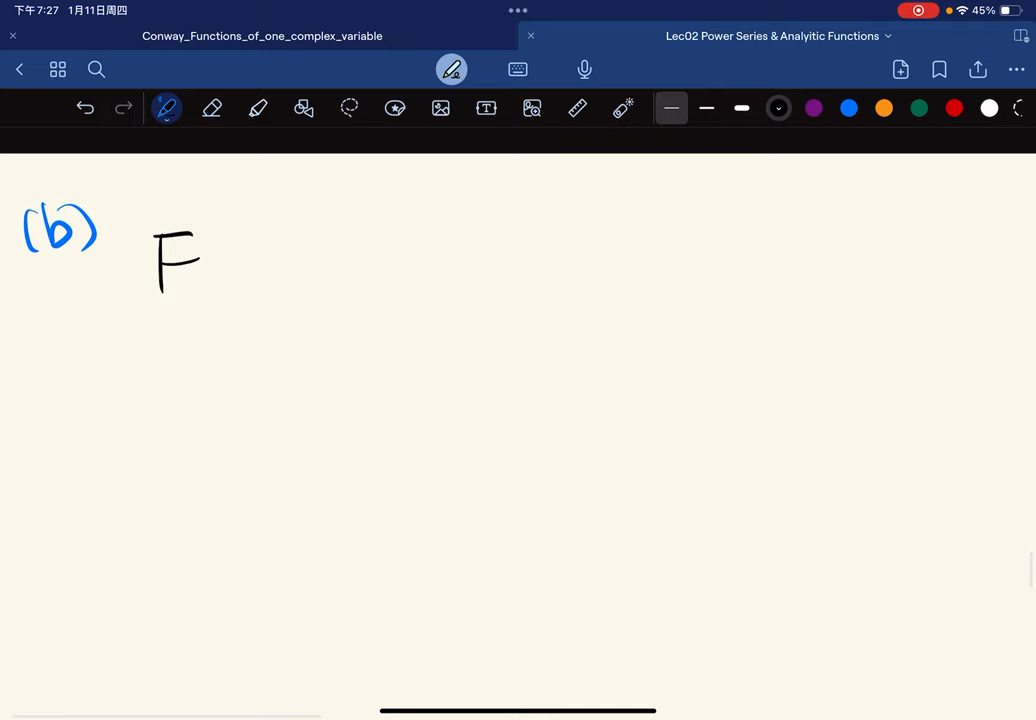 下午7:27 1月11日周四
45%
Conway_Functions_of_one_complex_variable
Lec02 Power Series & Analyitic Functions
(b) F